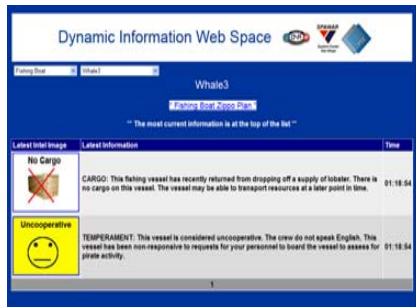 Dynamic Information Web Space
SPAWAR
Fishing Boat Whale3
Whale3
" Fishing Boat Zippo Plan."
** The most current information is at the top of the list **
Latest Intel Image Latest Information Time
No Cargo
CARGO: This fishing vessel has recently returned from dropping off a supply of lobster. There is
no cargo on this vessel. The vessel may be able to transport resources at a later point in time.
01:18:54
Uncooperative
TEMPERAMENT: This vessel is considered uncooperative. The crew do not speak English. This
vessel has been non-responsive to requests for your personnel to board the vessel to assess for
pirate activity.
01:18:54
1